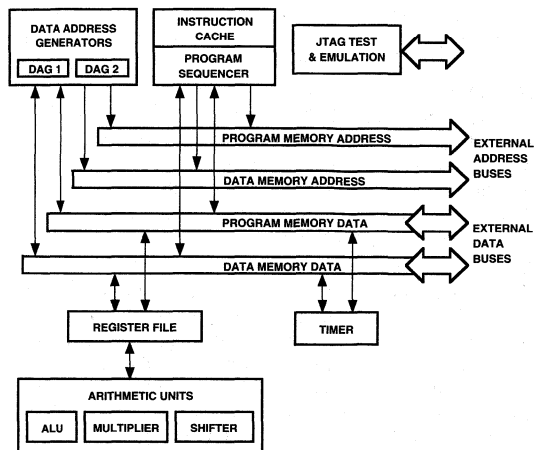 DATA ADDRESS
GENERATORS
DAG 1
DAG 2
INSTRUCTION
CACHE
PROGRAM
SEQUENCER
JTAG TEST
& EMULATION
PROGRAM MEMORY ADDRESS
DATA MEMORY ADDRESS
EXTERNAL
ADDRESS
BUSES
PROGRAM MEMORY DATA
DATA MEMORY DATA
EXTERNAL
DATA
BUSES
REGISTER FILE
TIMER
ARITHMETIC UNITS
ALU
MULTIPLIER
SHIFTER